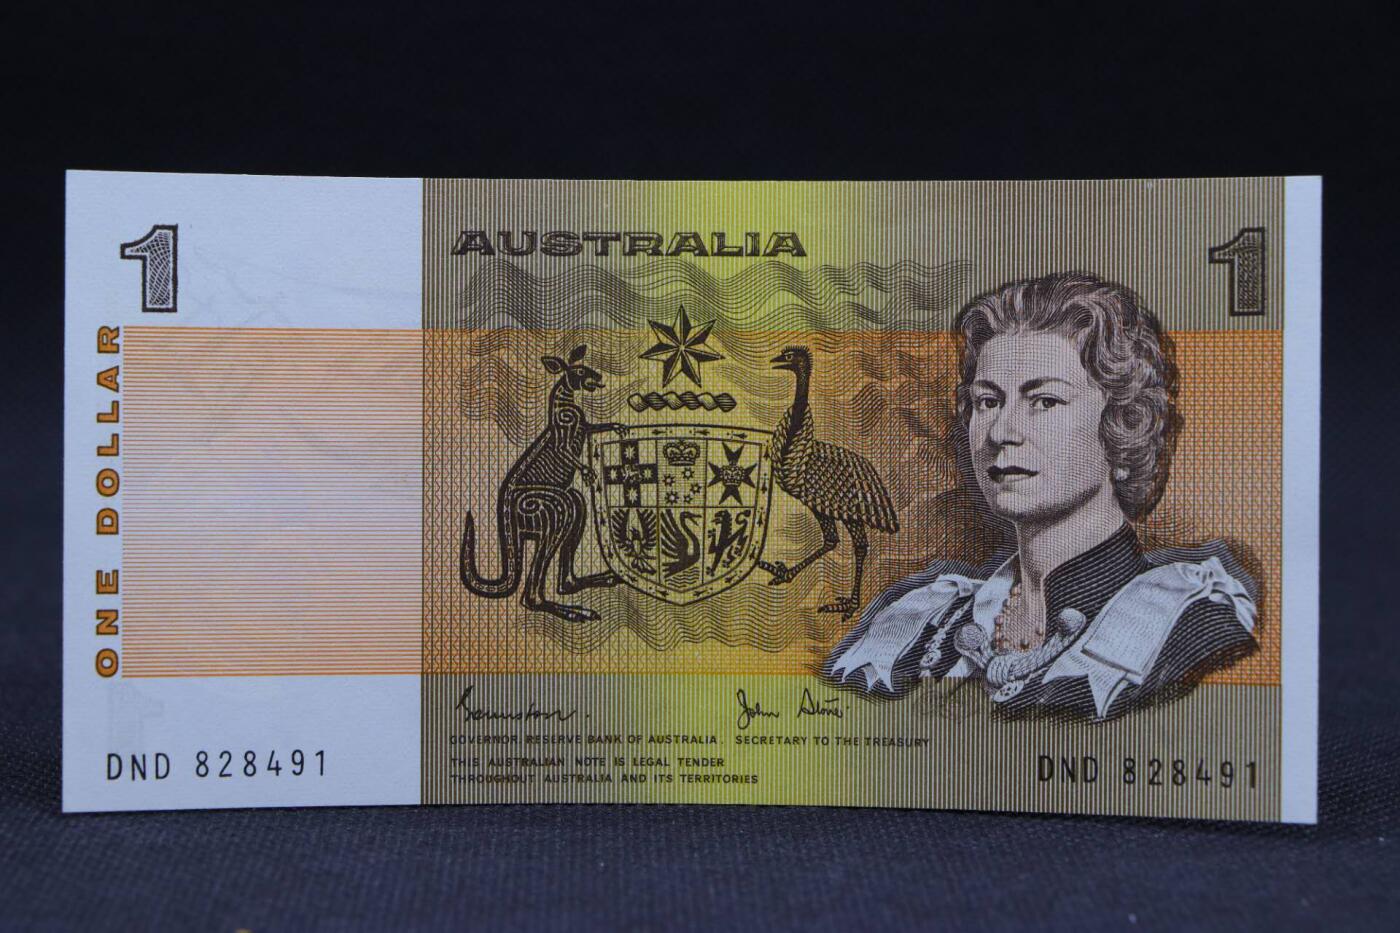 1
AUSTRALIA
1
ONE DOLLAR
John Stone
GOVERNOR, RESERVE BANK OF AUSTRALIA. SECRETARY TO THE TREASURY
THIS AUSTRALIAN NOTE IS LEGAL TENDER
THROUGHOUT AUSTRALIA AND ITS TERRITORIES
DND 828491
DND 828491